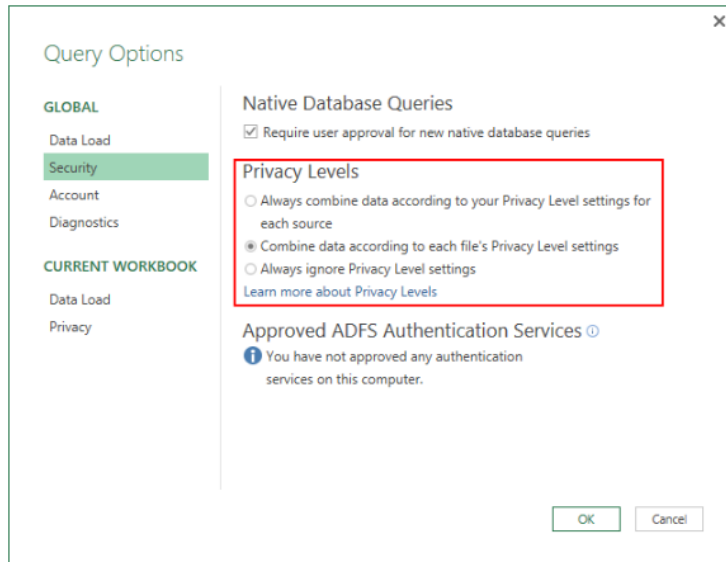 Query Options
GLOBAL
Data Load
Security
Account
Diagnostics
CURRENT WORKBOOK
Data Load
Privacy
Native Database Queries
Require user approval for new native database queries
Privacy Levels
Always combine data according to your Privacy Level settings for
each source
Combine data according to each file's Privacy Level settings
Always ignore Privacy Level settings
Learn more about Privacy Levels
Approved ADFS Authentication Services
You have not approved any authentication
services on this computer.
OK
Cancel